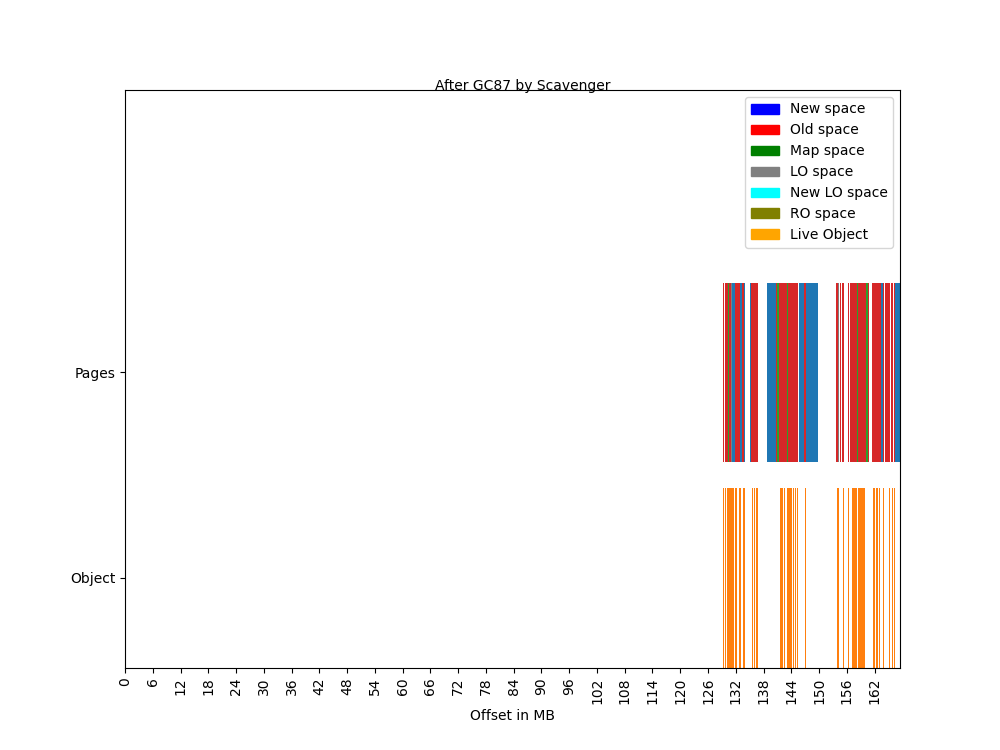 After GC87 by Scavenger
New space
Old space
Map space
LO space
New LO space
RO space
Live Object
Pages
Object
0 6 12 18 24 30 36 42 48 54 60 66 72 78 84 90 96 102 108 114 120 126 132 138 144 150 156 162
Offset in MB